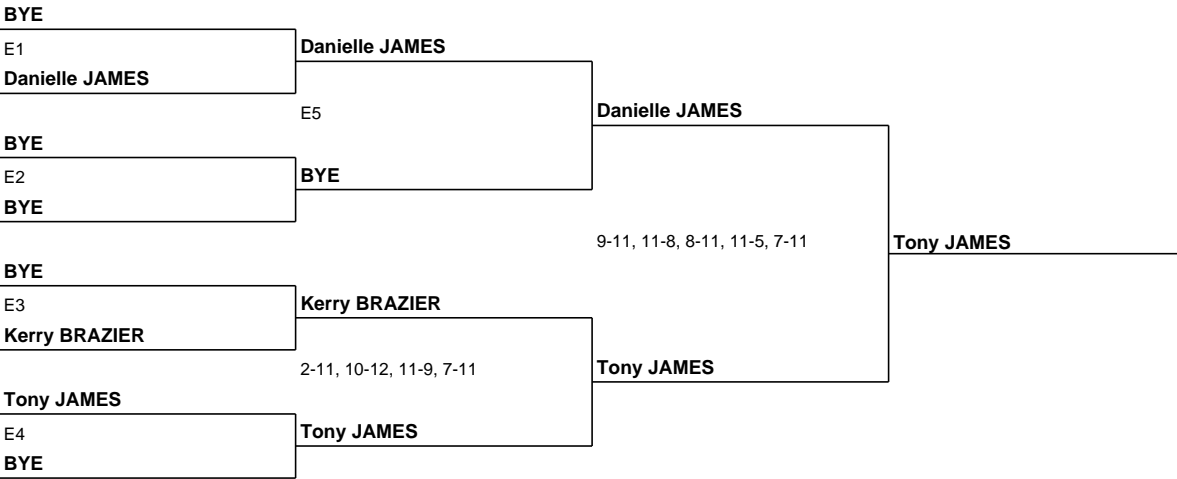 BYE
E1
Danielle JAMES
Danielle JAMES
E5
Danielle JAMES
BYE
E2
BYE
BYE
9-11, 11-8, 8-11, 11-5, 7-11
Tony JAMES
BYE
E3
Kerry BRAZIER
Kerry BRAZIER
2-11, 10-12, 11-9, 7-11
Tony JAMES
Tony JAMES
E4
Tony JAMES
BYE